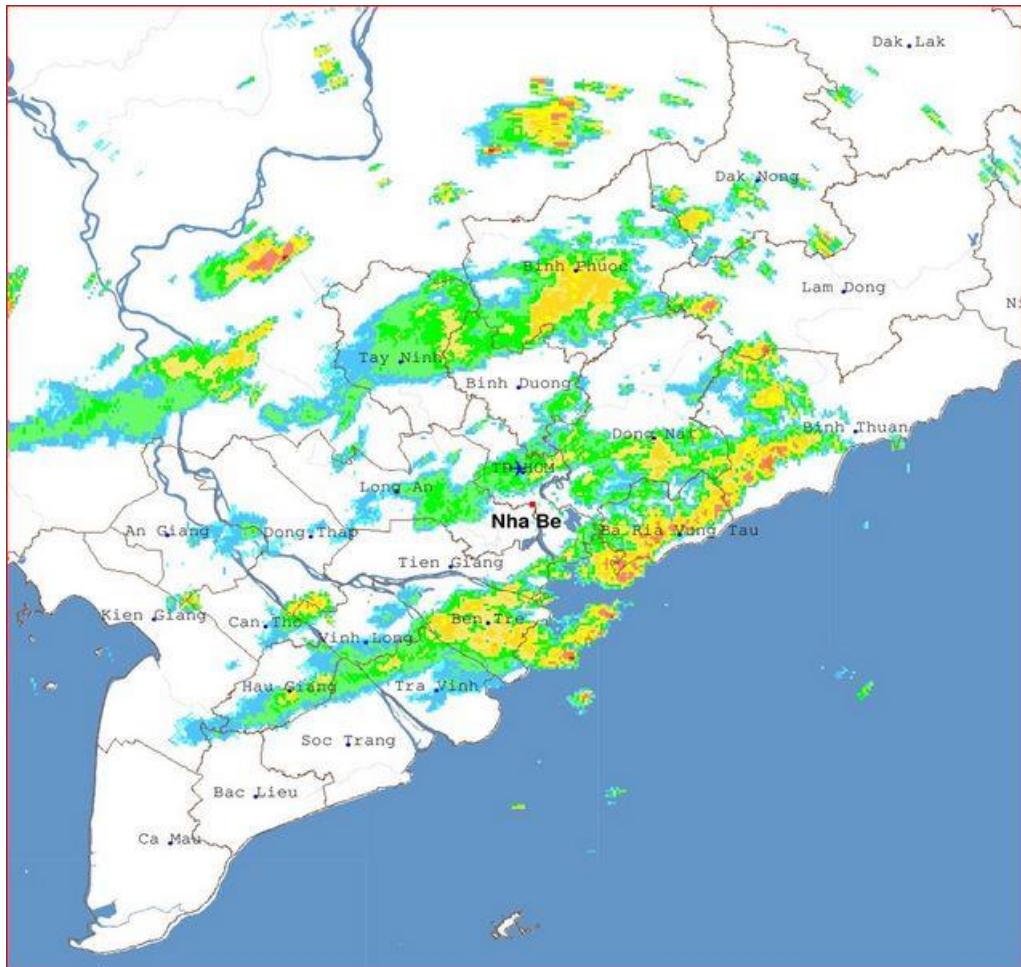 Dak Lak
Dak Nong
Binh Phuoc
Lam Dong
Ni
Tay Ninh
Binh Duong
Binh Thuan
Dong Nai
Long An
Nha Be
An Giang
Dong Thap
Ba Ria Vung Tau
Tien Giang
Kien Giang
Can Tho
Ben Tre
Vinh Long
Hau Giang
Tra Vinh
Soc Trang
Bac Lieu
Ca Mau